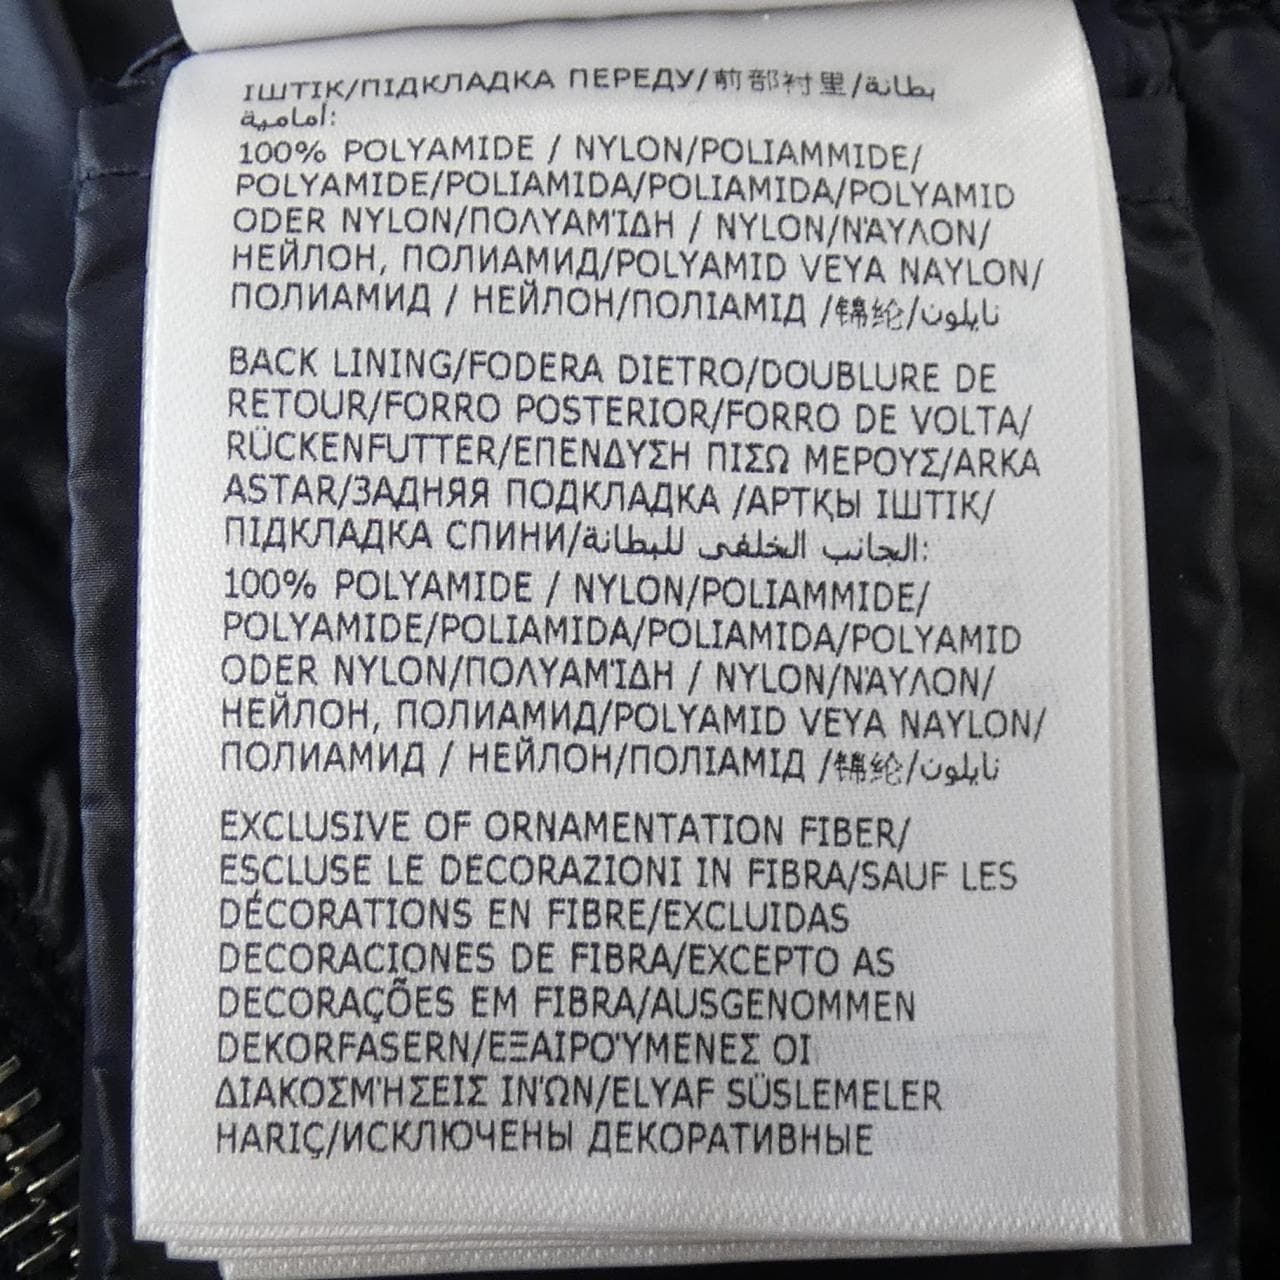 ІШТІК/ПІДКЛАДКА ПЕРЕДУ/前部衬里/بطانة
أمامية:
100% POLYAMIDE / NYLON/POLIAMMIDE/
POLYAMIDE/POLIAMIDA/POLIAMIDA/POLYAMID
ODER NYLON/ΠΟΛΥΑΜΊΔΗ / NYLON/ΝΆΥΛΟΝ/
НЕЙЛОН, ПОЛИАМИД/POLYAMID VEYA NAYLON/
ПОЛИАМИД / НЕЙЛОН/ПОЛІАМІД /锦纶/نايلون
BACK LINING/FODERA DIETRO/DOUBLURE DE
RETOUR/FORRO POSTERIOR/FORRO DE VOLTA/
RÜCKENFUTTER/ΕΠΕΝΔΥΣΗ ΠΙΣΩ ΜΕΡΟΥΣ/ARKA
ASTAR/ЗАДНЯЯ ПОДКЛАДКА /АРТҚЫ ІШТІК/
ПІДКЛАДКА СПИНИ/الجانب الخلفي للبطانة:
100% POLYAMIDE / NYLON/POLIAMMIDE/
POLYAMIDE/POLIAMIDA/POLIAMIDA/POLYAMID
ODER NYLON/ΠΟΛΥΑΜΊΔΗ / NYLON/ΝΆΥΛΟΝ/
НЕЙЛОН, ПОЛИАМИД/POLYAMID VEYA NAYLON/
ПОЛИАМИД / НЕЙЛОН/ПОЛІАМІД /锦纶/نايلون
EXCLUSIVE OF ORNAMENTATION FIBER/
ESCLUSE LE DECORAZIONI IN FIBRA/SAUF LES
DÉCORATIONS EN FIBRE/EXCLUIDAS
DECORACIONES DE FIBRA/EXCEPTO AS
DECORAÇÕES EM FIBRA/AUSGENOMMEN
DEKORFASERN/ΕΞΑΙΡΟΎΜΕΝΕΣ ΟΙ
ΔΙΑΚΟΣΜΉΣΕΙΣ ΙΝΏΝ/ELYAF SÜSLEMELER
HARIÇ/ИСКЛЮЧЕНЫ ДЕКОРАТИВНЫЕ